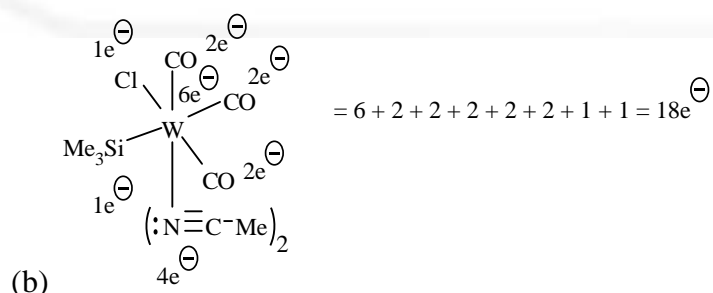 1e⊖ 2e⊖
CO 2e⊖
Cl 6e⊖ CO
= 6 + 2 + 2 + 2 + 2 + 2 + 1 + 1 = 18e⊖
W
Me₃Si
CO 2e⊖
1e⊖
(:N≡C-Me)₂
4e⊖
(b)